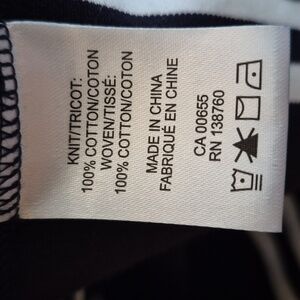 KNIT/TRICOT:
100% COTTON/COTON
WOVEN/TISSÉ:
100% COTTON/COTON
MADE IN CHINA
FABRIQUÉ EN CHINE
CA 00655
RN 138760